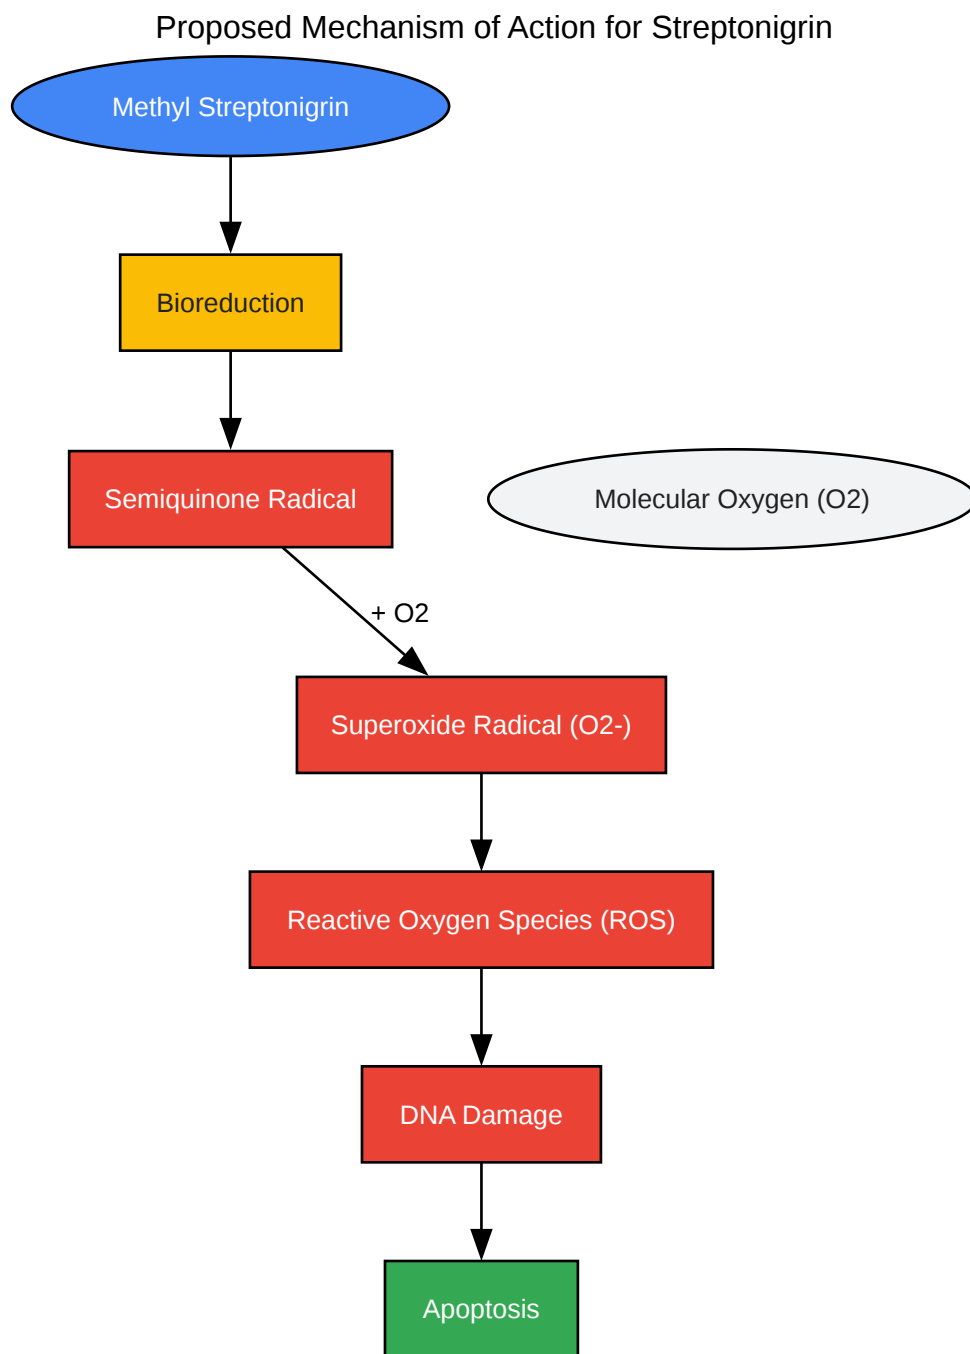 Proposed Mechanism of Action for Streptonigrin
Methyl Streptonigrin
Bioreduction
Semiquinone Radical
Molecular Oxygen (O2)
+ O2
Superoxide Radical (O2-)
Reactive Oxygen Species (ROS)
DNA Damage
Apoptosis